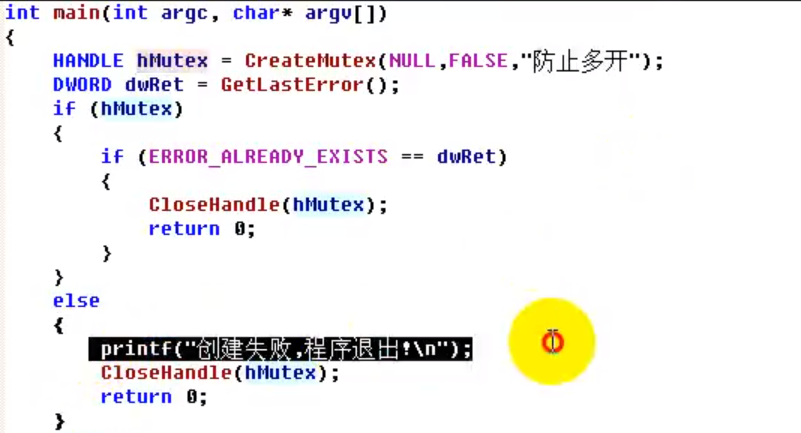 int main(int argc, char* argv[])
{
HANDLE hMutex = CreateMutex(NULL,FALSE,"防止多开");
DWORD dwRet = GetLastError();
if (hMutex)
{
if (ERROR_ALREADY_EXISTS == dwRet)
{
CloseHandle(hMutex);
return 0;
}
}
else
{
printf("创建失败,程序退出!\n");
CloseHandle(hMutex);
return 0;
}